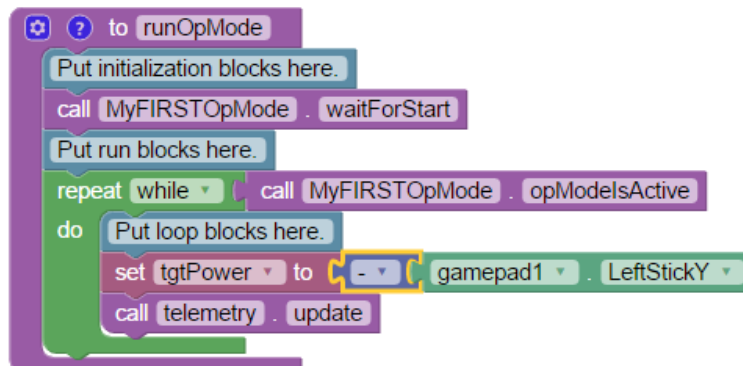 ? to runOpMode
Put initialization blocks here.
call MyFIRSTOpMode . waitForStart
Put run blocks here.
repeat while call MyFIRSTOpMode . opModeIsActive
do Put loop blocks here.
set tgtPower to - gamepad1 . LeftStickY
call telemetry . update